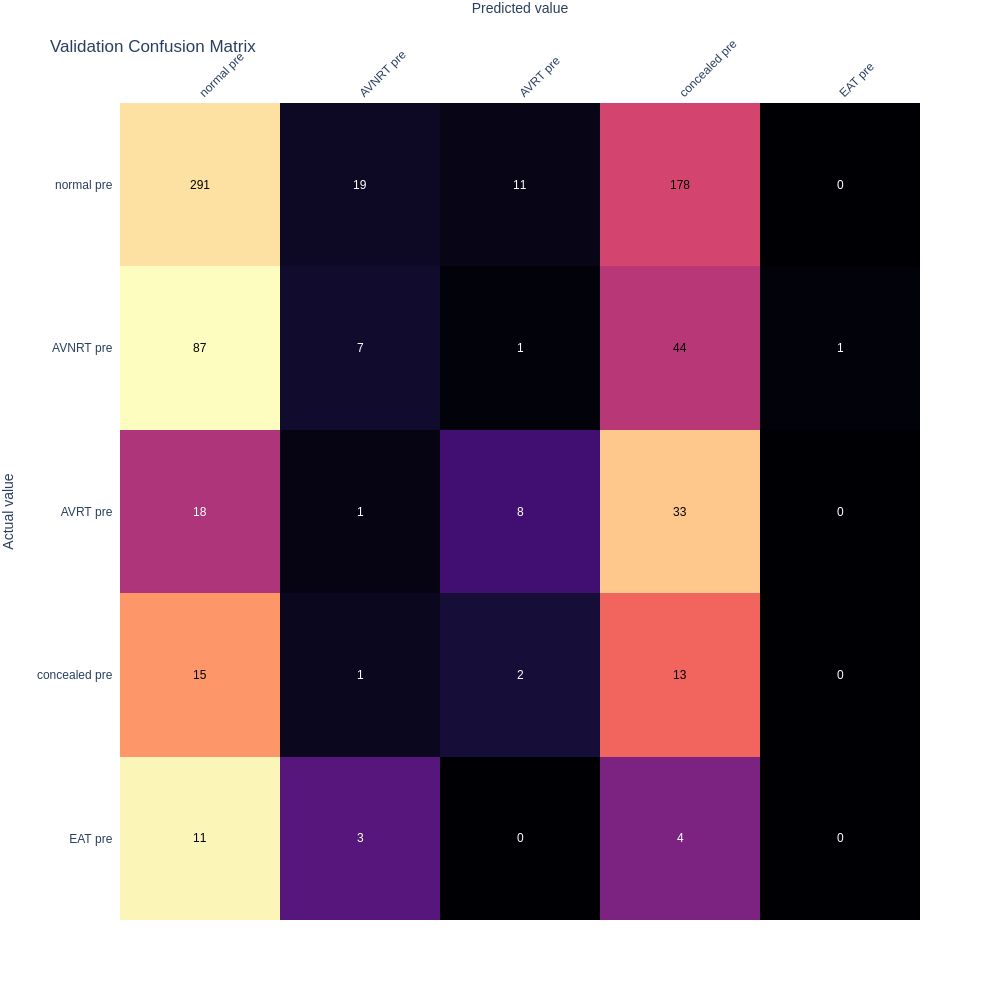 Predicted value
Validation Confusion Matrix
normal pre AVNRT pre AVRT pre concealed pre EAT pre
normal pre 291 19 11 178 0
AVNRT pre 87 7 1 44 1
Actual value
AVRT pre 18 1 8 33 0
concealed pre 15 1 2 13 0
EAT pre 11 3 0 4 0